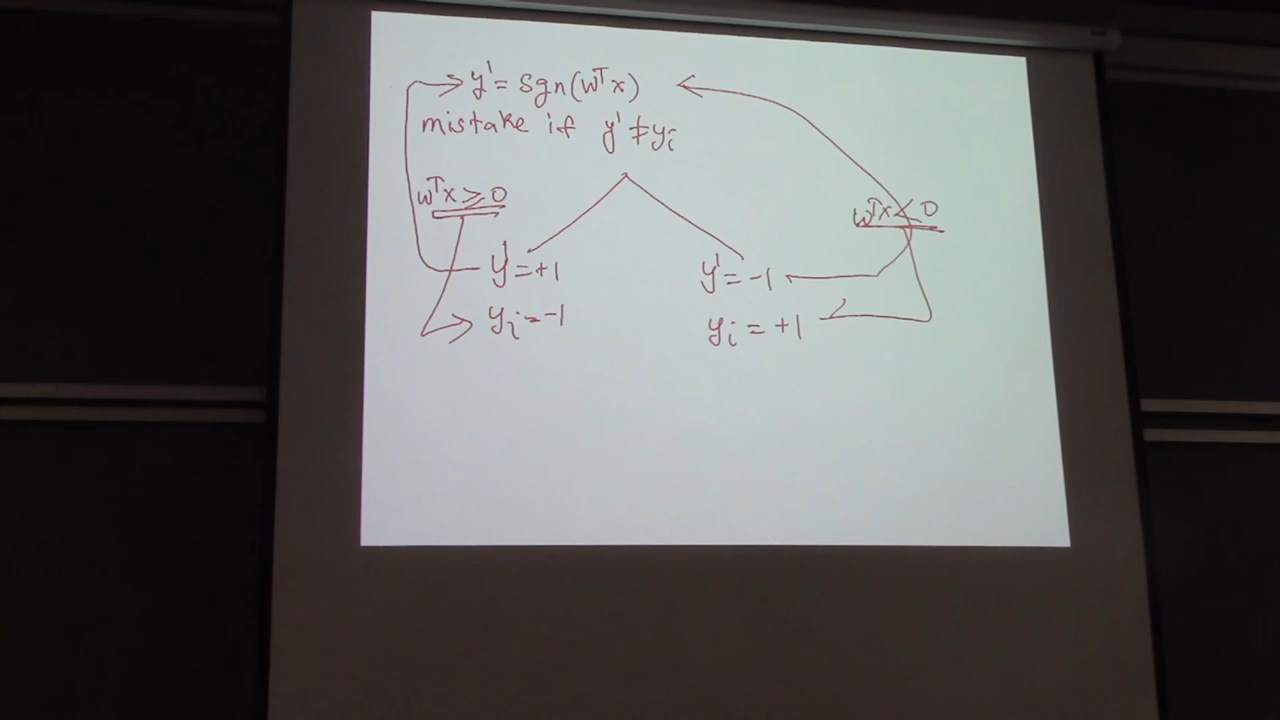 y' = sgn(wᵀx)
mistake if y' ≠ yᵢ
wᵀx ≥ 0
wᵀx < 0
y' = +1
y' = -1
yᵢ = -1
yᵢ = +1